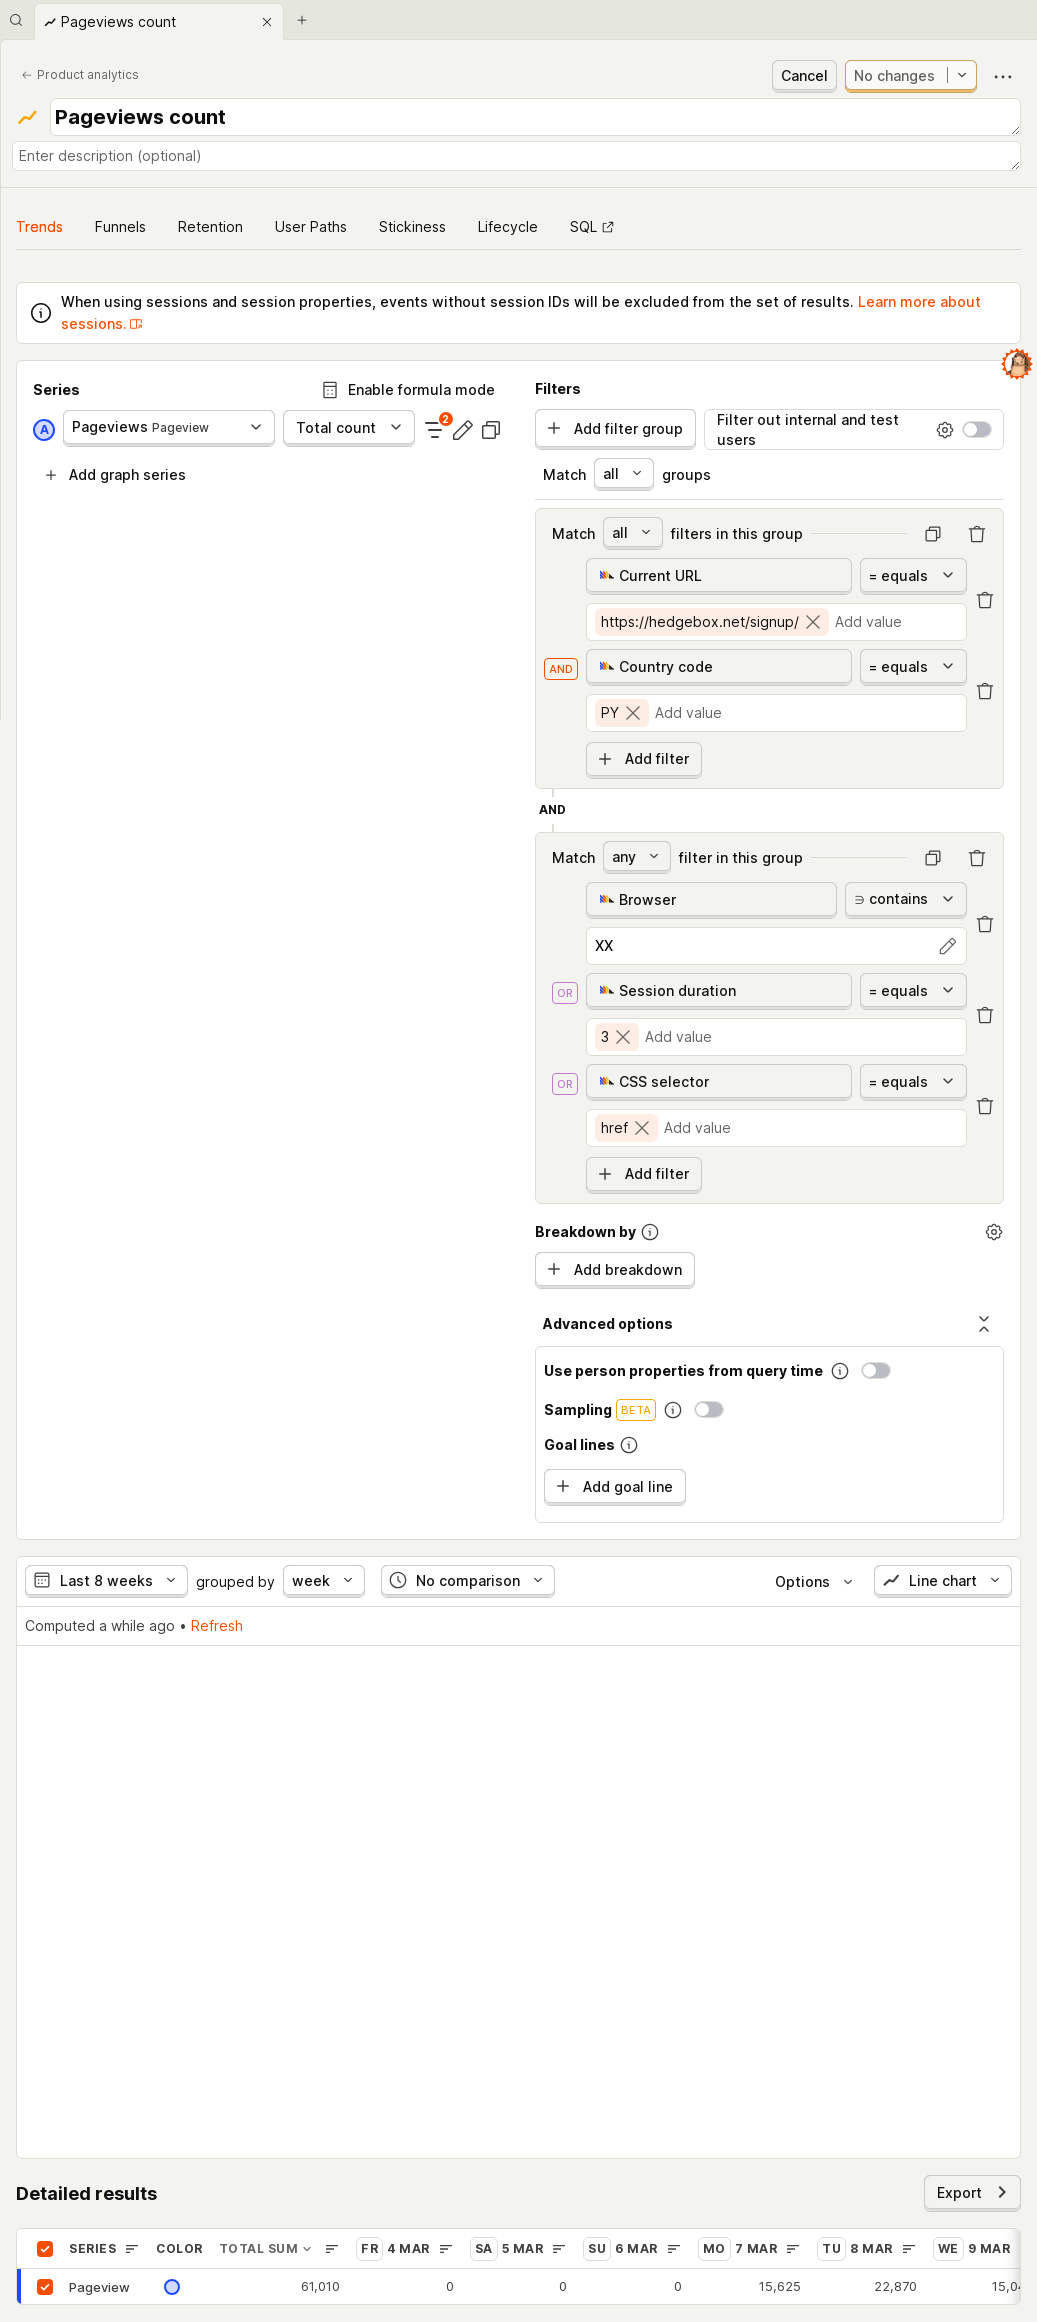 Pageviews count
Product analytics
Cancel
No changes
Pageviews count
Enter description (optional)
Trends
Funnels
Retention
User Paths
Stickiness
Lifecycle
SQL
When using sessions and session properties, events without session IDs will be excluded from the set of results. Learn more about
sessions.
Series
Enable formula mode
A
Pageviews Pageview
Total count
2
Add graph series
Filters
Add filter group
Filter out internal and test
users
Match all groups
Match all filters in this group
Current URL
= equals
https://hedgebox.net/signup/ Add value
AND
Country code
= equals
PY Add value
Add filter
AND
Match any filter in this group
Browser
∋ contains
XX
OR
Session duration
= equals
3 Add value
OR
CSS selector
= equals
href Add value
Add filter
Breakdown by
Add breakdown
Advanced options
Use person properties from query time
Sampling BETA
Goal lines
Add goal line
Last 8 weeks grouped by week No comparison Options Line chart
Computed a while ago • Refresh
Detailed results
Export
SERIES COLOR TOTAL SUM FR 4 MAR SA 5 MAR SU 6 MAR MO 7 MAR TU 8 MAR WE 9 MAR
Pageview 61,010 0 0 0 15,625 22,870